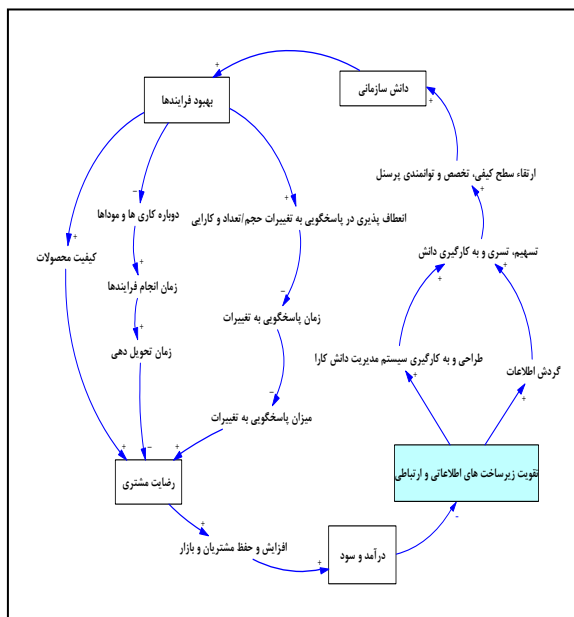 دانش سازمانی
بهبود فرایندها
ارتقاء سطح کیفی، تخصص و توانمندی پرسنل
دوباره کاری ها و موداها
انعطاف پذیری در پاسخگویی به تغییرات حجم/تعداد و کارایی
تسهیم، تسری و به کارگیری دانش
کیفیت محصولات
زمان انجام فرایندها
زمان پاسخگویی به تغییرات
زمان تحویل دهی
طراحی و به کارگیری سیستم مدیریت دانش کارا
گردش اطلاعات
میزان پاسخگویی به تغییرات
رضایت مشتری
تقویت زیرساخت های اطلاعاتی و ارتباطی
افزایش و حفظ مشتریان و بازار
درآمد و سود